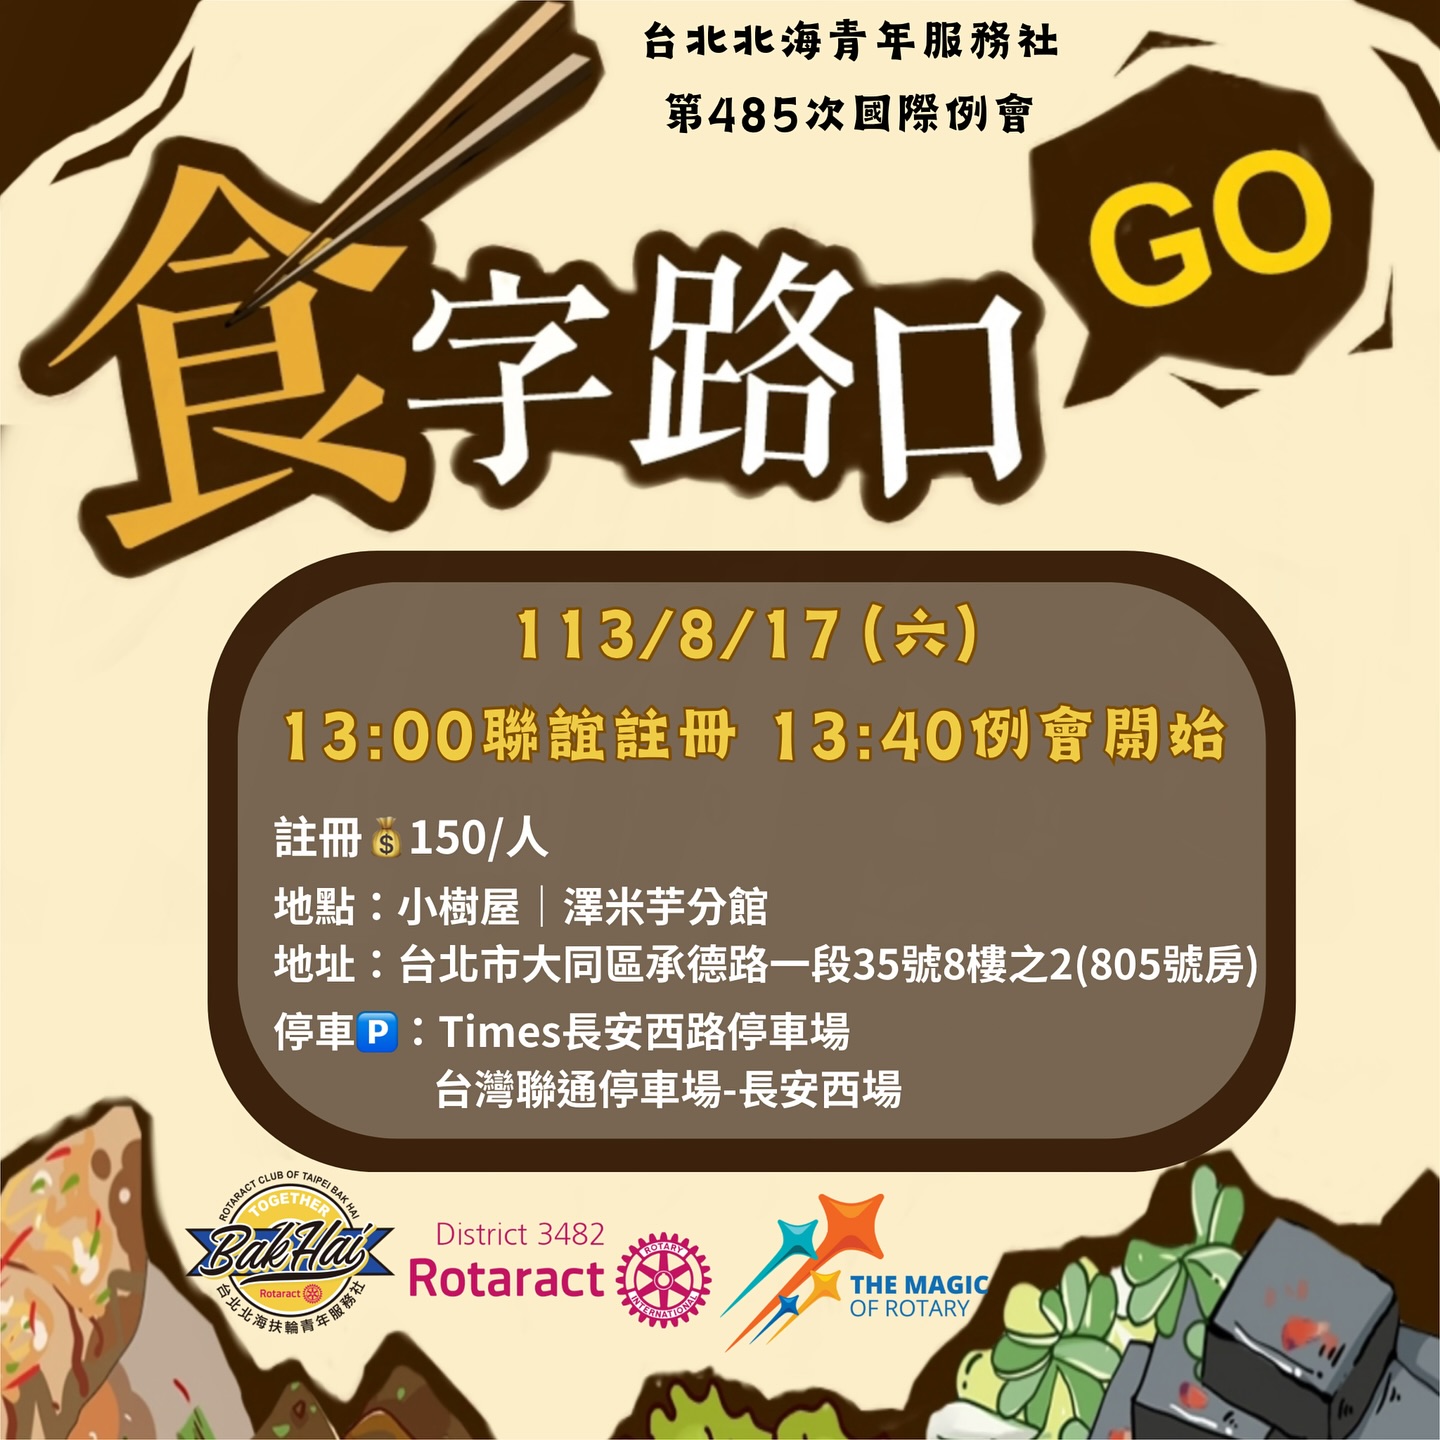 台北北海青年服務社
第485次國際例會
GO
食字路口
113/8/17 (六)
13:00聯誼註冊 13:40例會開始
註冊💰150/人
地點：小樹屋｜澤米芋分館
地址：台北市大同區承德路一段35號8樓之2(805號房)
停車🅿️：Times長安西路停車場
台灣聯通停車場-長安西場
ROTARACT CLUB OF TAIPEI BAK HAI
TOGETHER
Bak Hai
Rotaract
台北北海扶輪青年服務社
District 3482
Rotaract
ROTARY
INTERNATIONAL
THE MAGIC
OF ROTARY